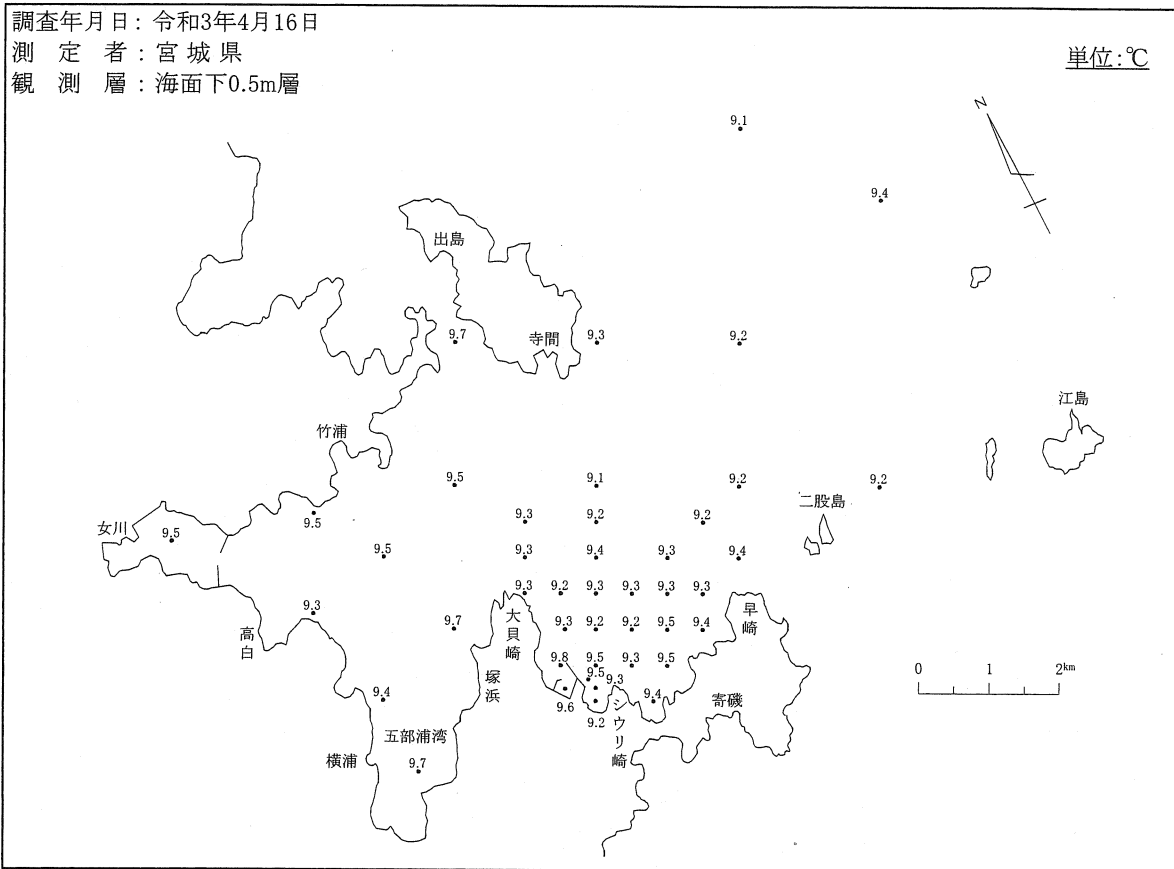 調査年月日：令和3年4月16日
測　定　者：宮 城 県
観　測　層：海面下0.5m層
単位：℃
N
9.1
9.4
出島
寺間
9.7
9.3
9.2
江島
竹浦
9.5
9.1
9.2
9.2
二股島
女川
9.5
9.5
9.3
9.2
9.2
9.5
9.3
9.4
9.3
9.4
9.3
9.2
9.3
9.3
9.3
9.3
9.3
高白
9.7
大貝崎
9.3
9.2
9.2
9.5
9.4
早崎
9.8
9.5
9.3
9.5
塚浜
9.5
9.3
9.6
9.2
シウリ崎
9.4
寄磯
0 1 2km
9.4
五部浦湾
横浦
9.7